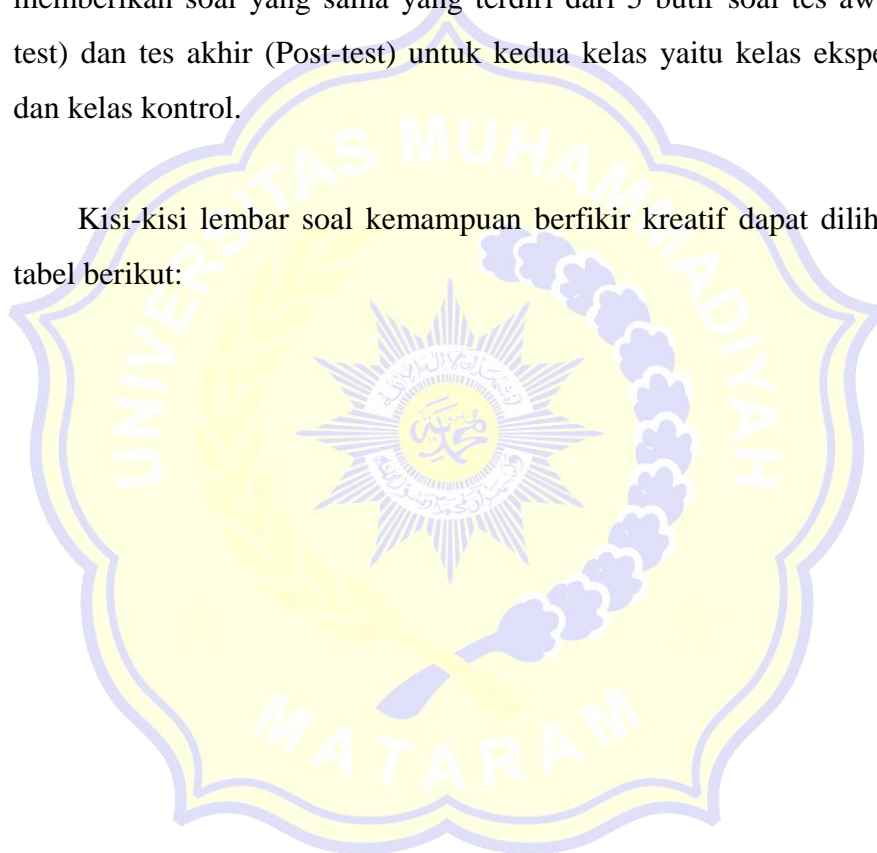 memberikan soal yang sama yang terdiri dari 5 butir soal tes aw
test) dan tes akhir (Post-test) untuk kedua kelas yaitu kelas ekspe
dan kelas kontrol.
Kisi-kisi lembar soal kemampuan berfikir kreatif dapat dilih
tabel berikut:
UNIVERSITAS MUHAMMADIYAH
محمد
MATARAM